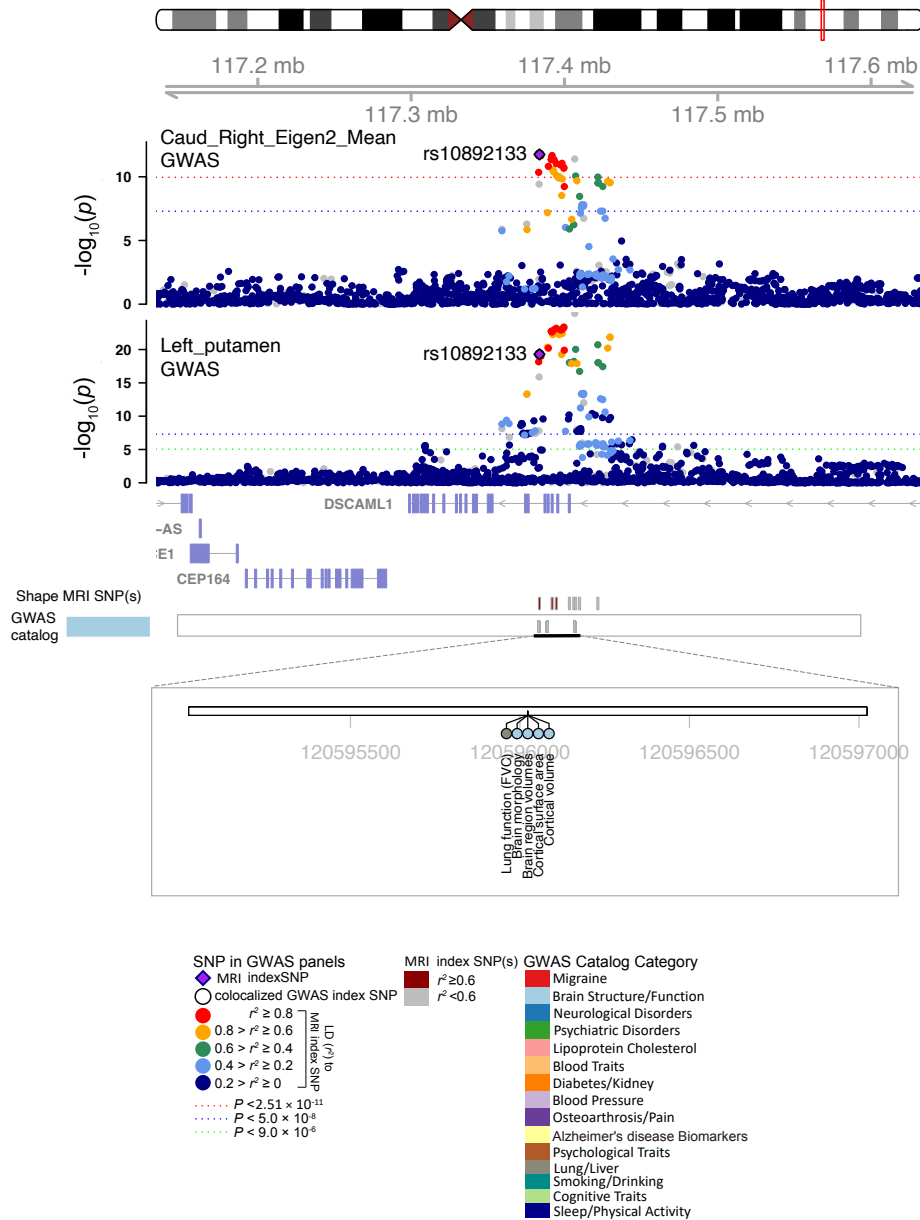 117.2 mb 117.4 mb 117.6 mb
117.3 mb 117.5 mb
Caud_Right_Eigen2_Mean
GWAS
rs10892133
-log10(p)
10
5
0
Left_putamen
GWAS
rs10892133
-log10(p)
20
15
10
5
0
DSCAML1
-AS
:E1
CEP164
Shape MRI SNP(s)
GWAS
catalog
120595500 120596000 120596500 120597000
Lung function (FVC)
Brain morphology
Brain region volumes
Cortical surface area
Cortical volume
SNP in GWAS panels
MRI indexSNP
colocalized GWAS index SNP
r² ≥ 0.8
0.8 > r² ≥ 0.6
0.6 > r² ≥ 0.4
0.4 > r² ≥ 0.2
0.2 > r² ≥ 0
LD (r²) to
MRI index SNP
P <2.51 × 10⁻¹¹
P < 5.0 × 10⁻⁸
P < 9.0 × 10⁻⁶
MRI index SNP(s)
r² ≥0.6
r² <0.6
GWAS Catalog Category
Migraine
Brain Structure/Function
Neurological Disorders
Psychiatric Disorders
Lipoprotein Cholesterol
Blood Traits
Diabetes/Kidney
Blood Pressure
Osteoarthrosis/Pain
Alzheimer's disease Biomarkers
Psychological Traits
Lung/Liver
Smoking/Drinking
Cognitive Traits
Sleep/Physical Activity